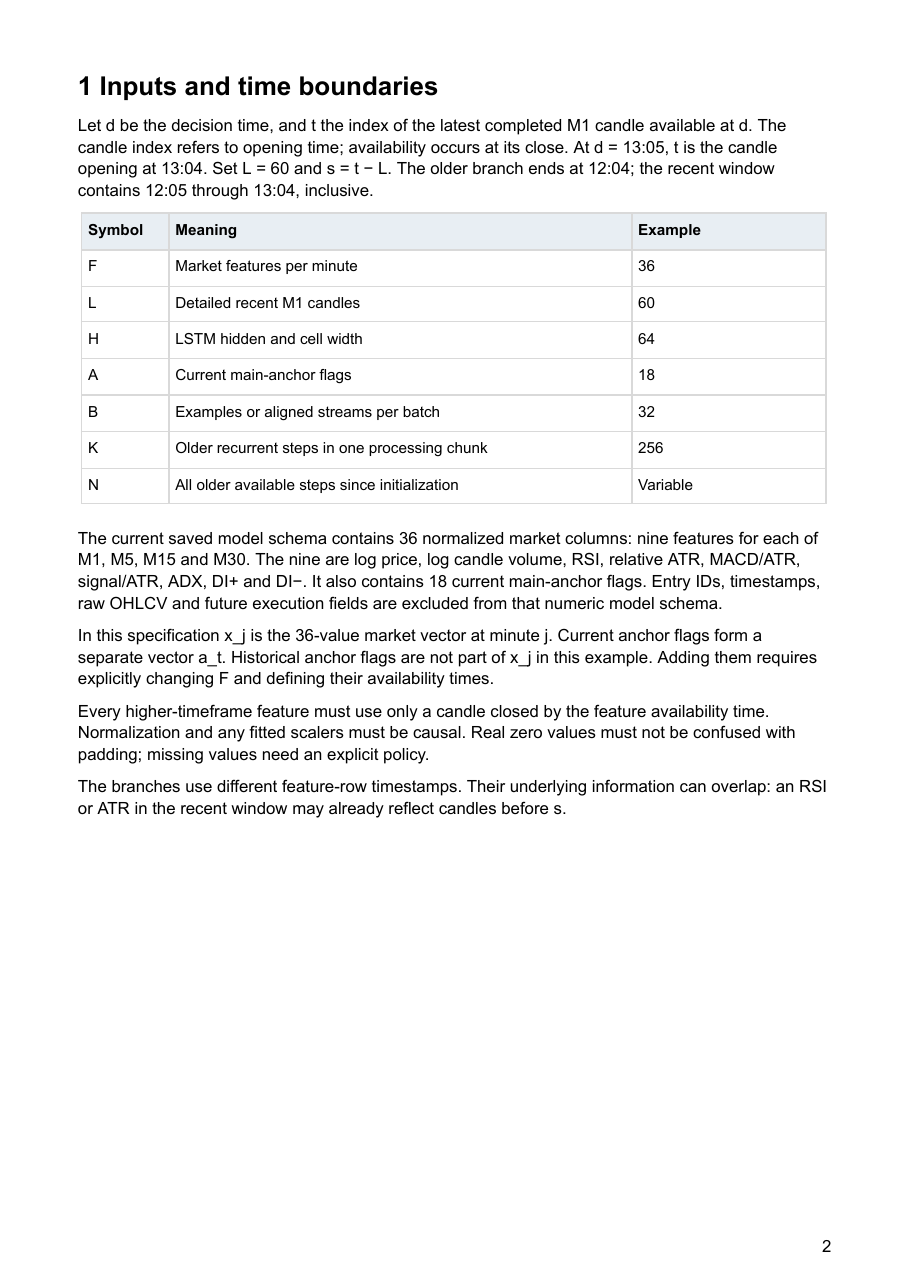 1 Inputs and time boundaries
Let d be the decision time, and t the index of the latest completed M1 candle available at d. The
candle index refers to opening time; availability occurs at its close. At d = 13:05, t is the candle
opening at 13:04. Set L = 60 and s = t − L. The older branch ends at 12:04; the recent window
contains 12:05 through 13:04, inclusive.
Symbol Meaning Example
F Market features per minute 36
L Detailed recent M1 candles 60
H LSTM hidden and cell width 64
A Current main-anchor flags 18
B Examples or aligned streams per batch 32
K Older recurrent steps in one processing chunk 256
N All older available steps since initialization Variable
The current saved model schema contains 36 normalized market columns: nine features for each of
M1, M5, M15 and M30. The nine are log price, log candle volume, RSI, relative ATR, MACD/ATR,
signal/ATR, ADX, DI+ and DI−. It also contains 18 current main-anchor flags. Entry IDs, timestamps,
raw OHLCV and future execution fields are excluded from that numeric model schema.
In this specification x_j is the 36-value market vector at minute j. Current anchor flags form a
separate vector a_t. Historical anchor flags are not part of x_j in this example. Adding them requires
explicitly changing F and defining their availability times.
Every higher-timeframe feature must use only a candle closed by the feature availability time.
Normalization and any fitted scalers must be causal. Real zero values must not be confused with
padding; missing values need an explicit policy.
The branches use different feature-row timestamps. Their underlying information can overlap: an RSI
or ATR in the recent window may already reflect candles before s.
2